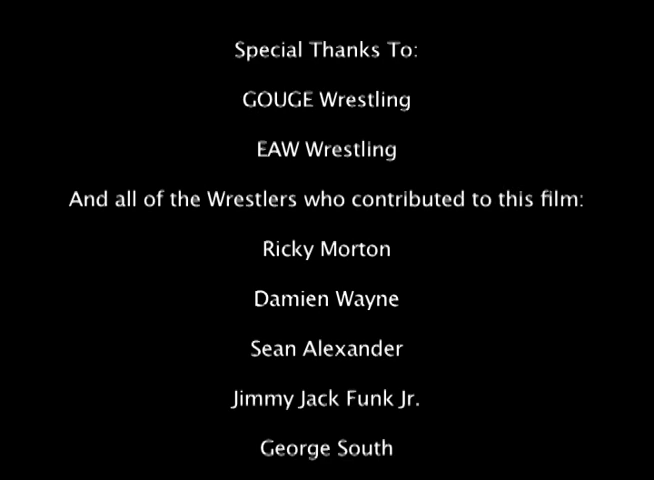 Special Thanks To:
GOUGE Wrestling
EAW Wrestling
And all of the Wrestlers who contributed to this film:
Ricky Morton
Damien Wayne
Sean Alexander
Jimmy Jack Funk Jr.
George South